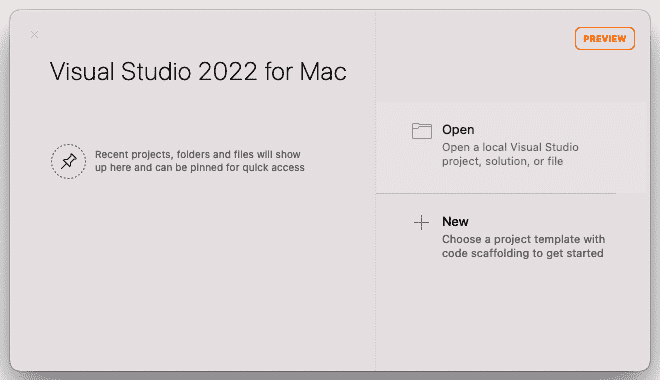 PREVIEW
Visual Studio 2022 for Mac
Recent projects, folders and files will show
up here and can be pinned for quick access
Open
Open a local Visual Studio
project, solution, or file
New
Choose a project template with
code scaffolding to get started